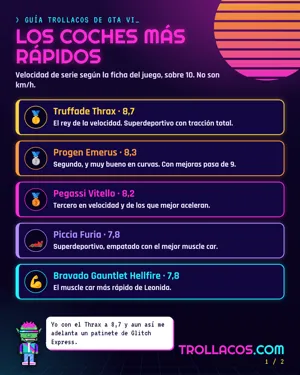 › GUÍA TROLLACOS DE GTA VI_
LOS COCHES MÁS
RÁPIDOS
Velocidad de serie según la ficha del juego, sobre 10. No son
km/h.
Truffade Thrax · 8,7
El rey de la velocidad. Superdeportivo con tracción total.
Progen Emerus · 8,3
Segundo, y muy bueno en curvas. Con mejoras pasa de 9.
Pegassi Vitello · 8,2
Tercero en velocidad y de los que mejor aceleran.
Piccia Furia · 7,8
Superdeportivo, empatado con el mejor muscle car.
Bravado Gauntlet Hellfire · 7,8
El muscle car más rápido de Leonida.
Yo con el Thrax a 8,7 y aun así me
adelanta un patinete de Glitch
Express.
TROLLACOS.COM
1 / 2